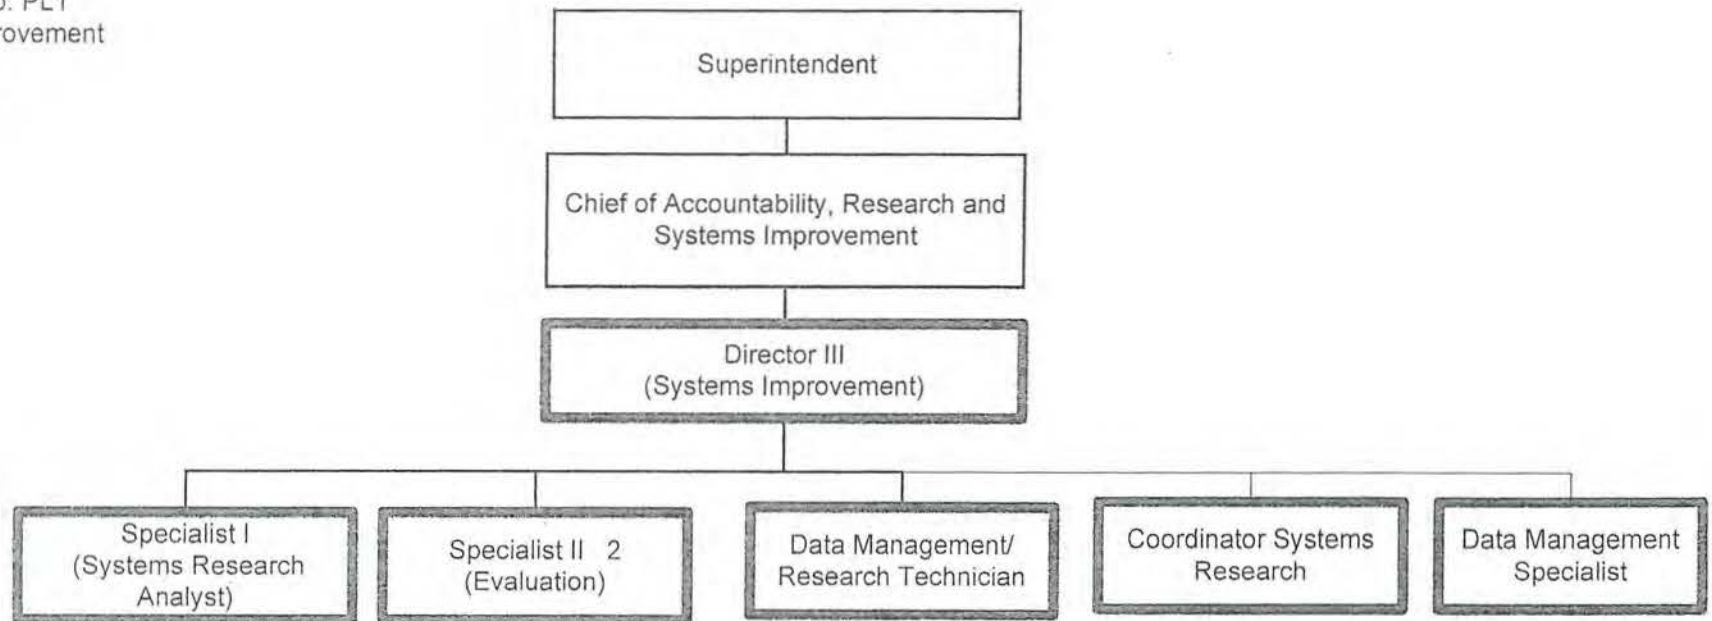 Superintendent
Chief of Accountability, Research and
Systems Improvement
Director III
(Systems Improvement)
Specialist I
(Systems Research
Analyst)
Specialist II 2
(Evaluation)
Data Management/
Research Technician
Coordinator Systems
Research
Data Management
Specialist